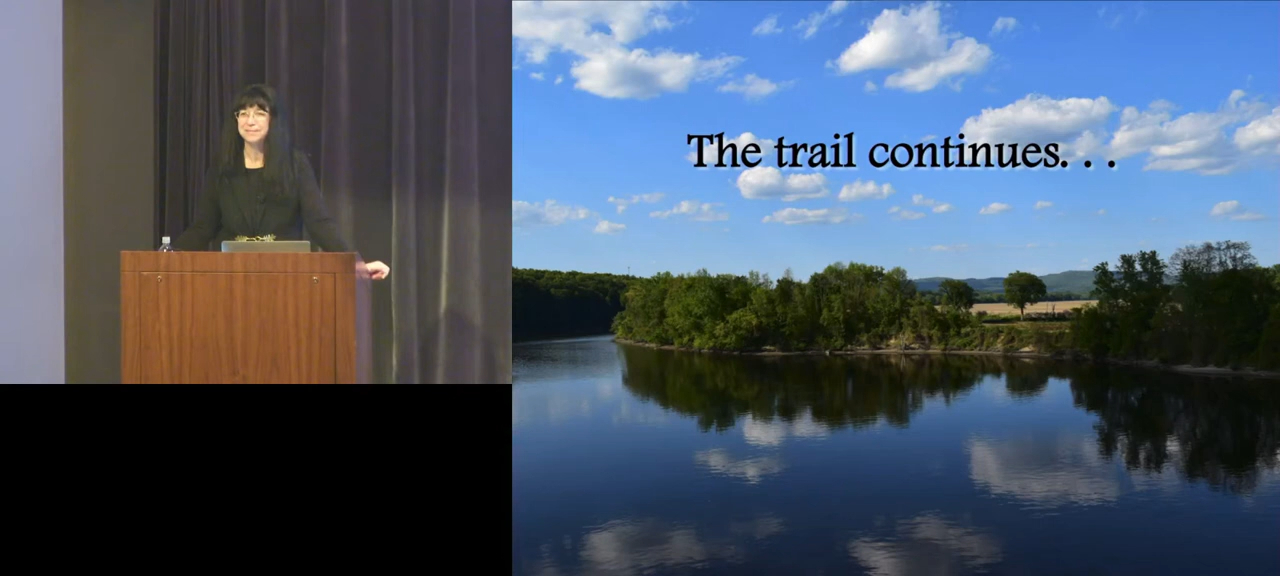 The trail continues. . .